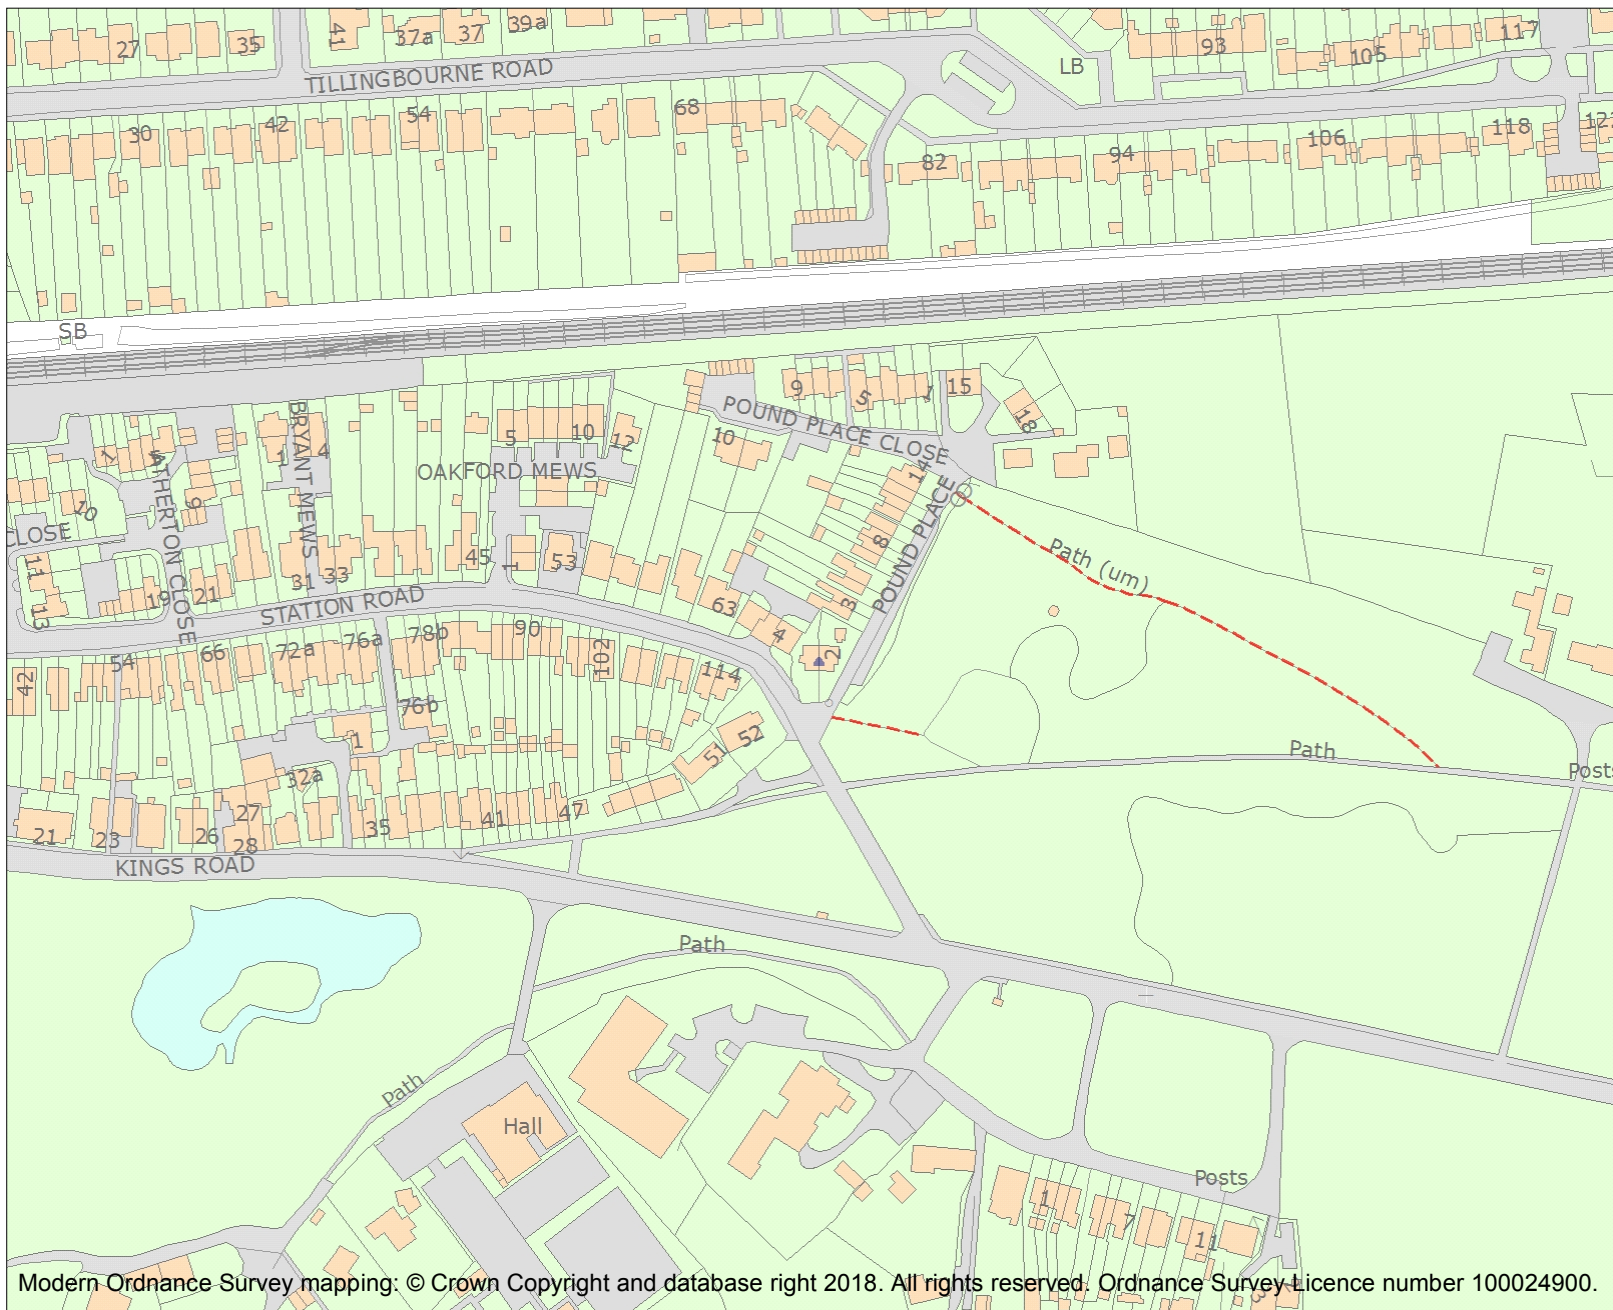 27
35
41
37a
37
39a
TILLINGBOURNE ROAD
LB
93
105
117
30
42
54
68
82
94
106
118
SB
9
5
1
15
18
POUND PLACE CLOSE
10
14
BRYANT MEWS
1
4
5
10
12
OAKFORD MEWS
1
ATHERTON CLOSE
9
10
CLOSE
11
13
19
21
31
33
45
1
53
63
4
2
3
8
POUND PLACE
Path (um)
STATION ROAD
42
54
66
72a
76a
78b
90
102
114
76b
1
32a
51
52
Path
Posts
21
23
26
27
28
35
41
47
KINGS ROAD
Path
Path
Hall
Posts
1
7
11
Modern Ordnance Survey mapping: © Crown Copyright and database right 2018. All rights reserved. Ordnance Survey Licence number 100024900.